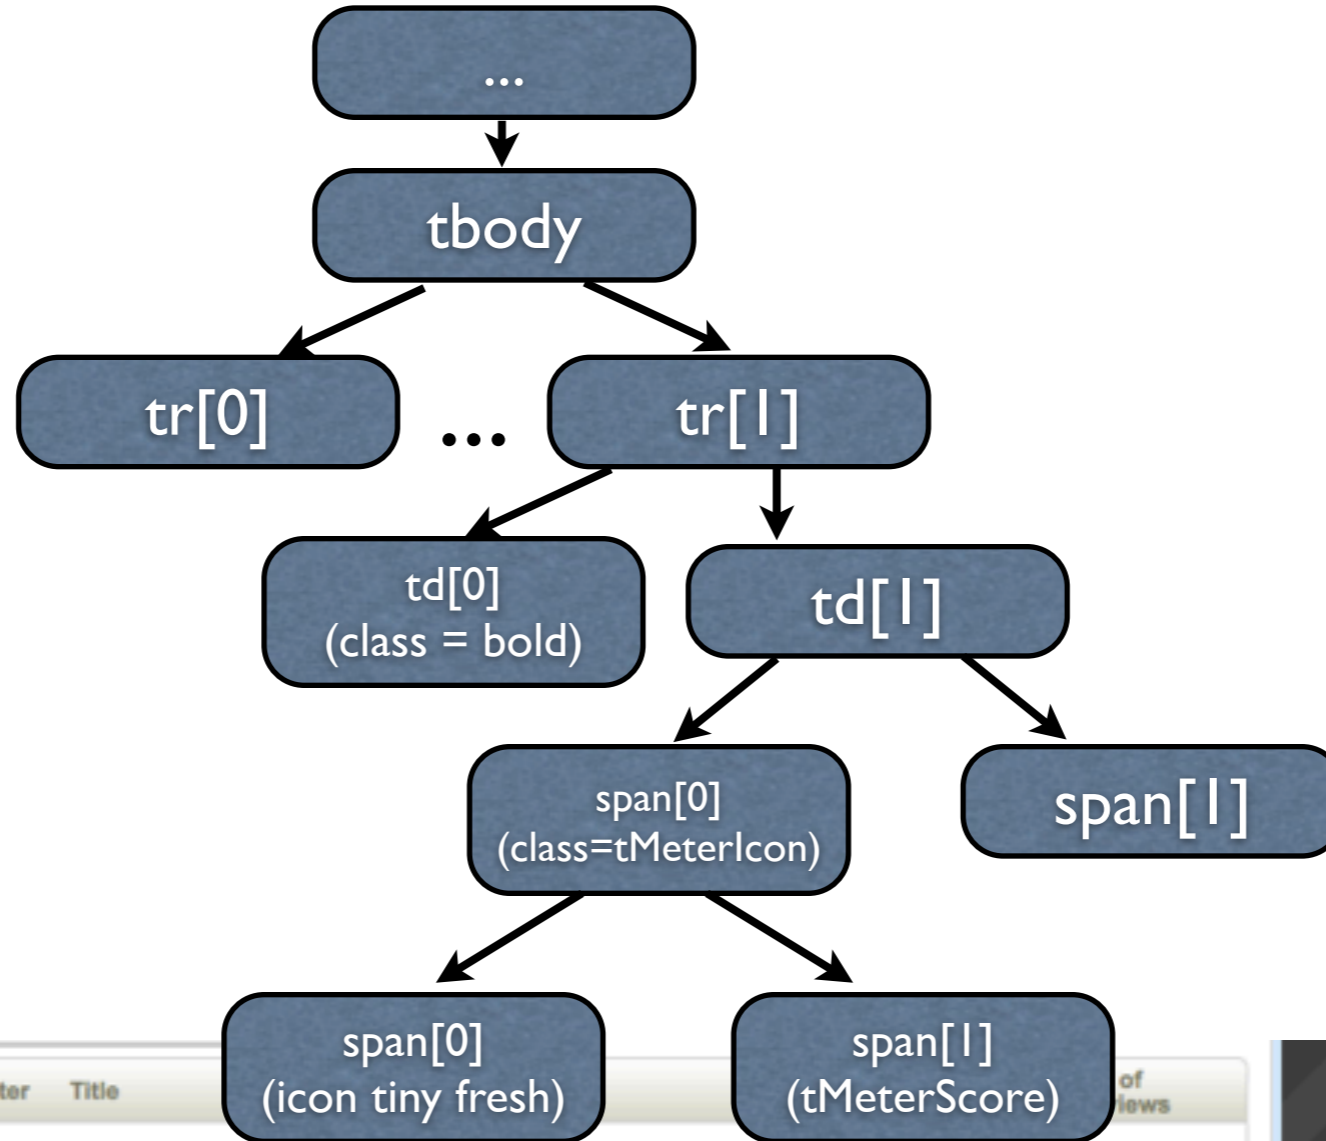 ...
tbody
tr[0]
...
tr[1]
td[0]
(class = bold)
td[1]
span[0]
(class=tMeterIcon)
span[1]
span[0]
(icon tiny fresh)
span[1]
(tMeterScore)
Title
of